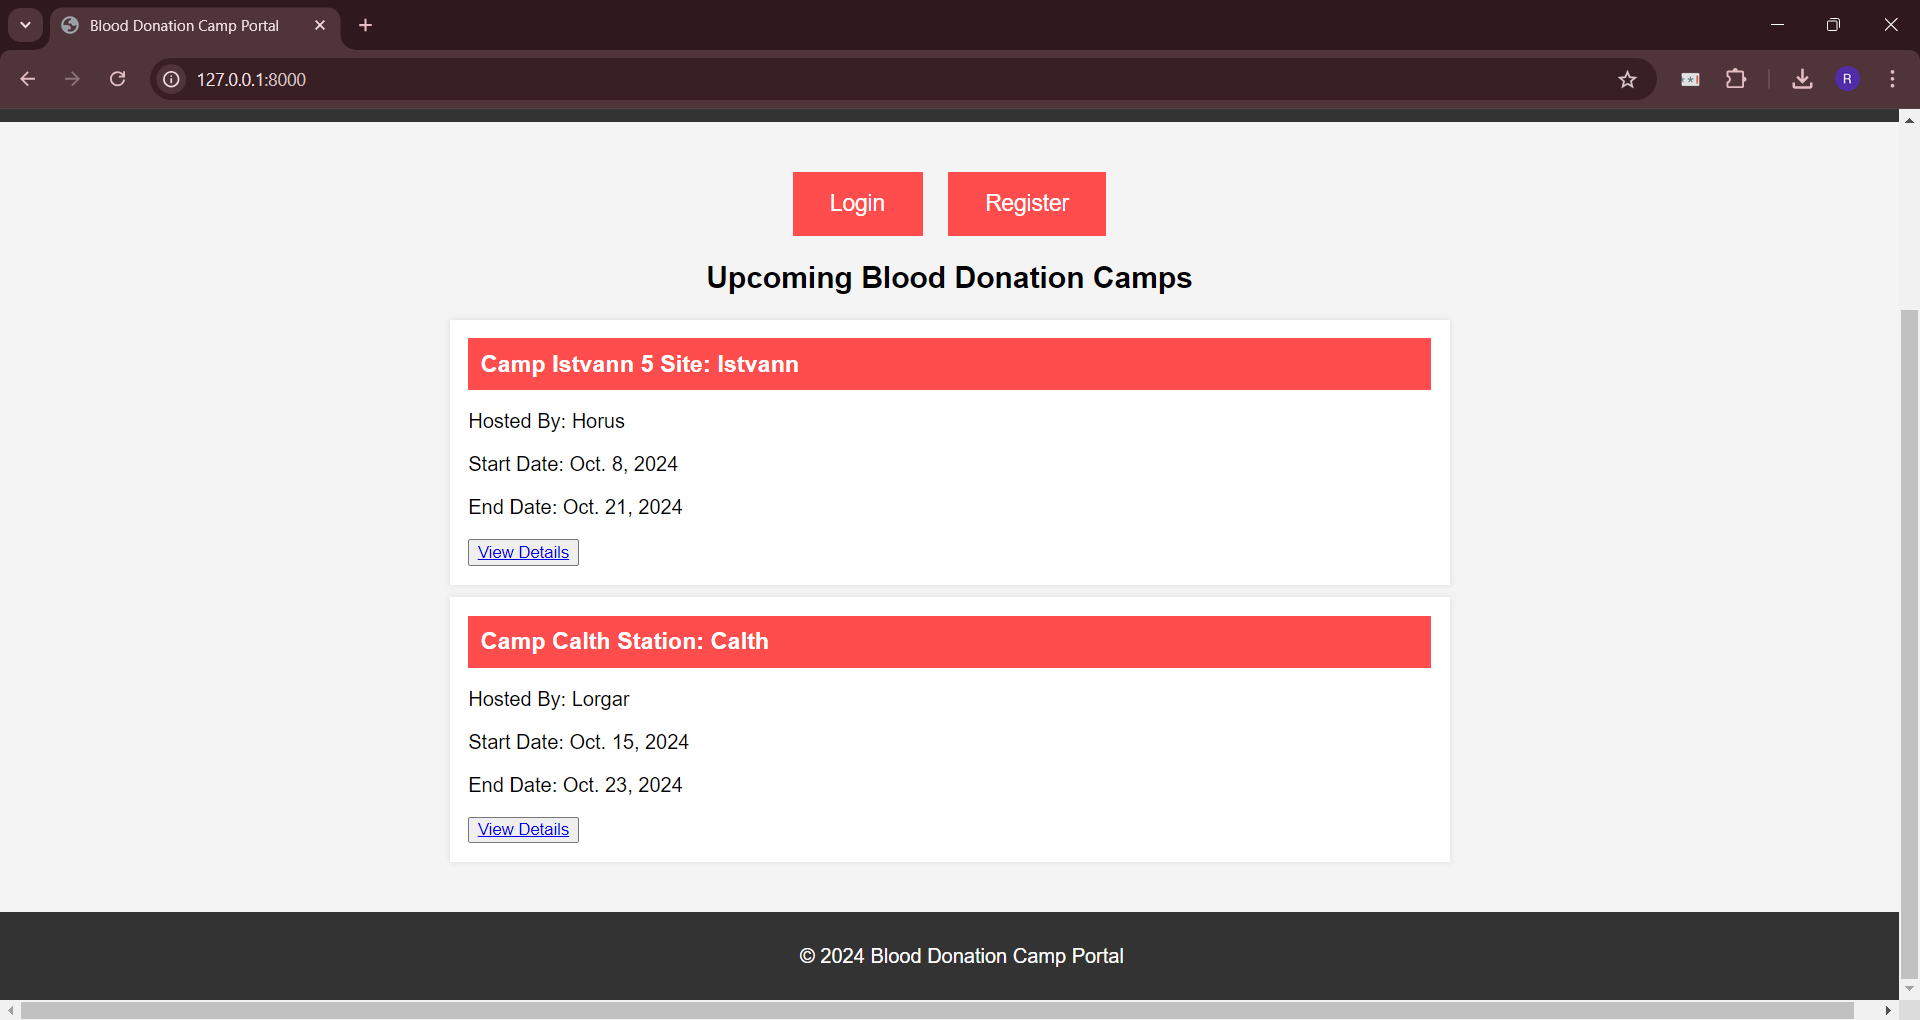 Blood Donation Camp Portal
127.0.0.1:8000
R
Login Register
Upcoming Blood Donation Camps
Camp Istvann 5 Site: Istvann
Hosted By: Horus
Start Date: Oct. 8, 2024
End Date: Oct. 21, 2024
View Details
Camp Calth Station: Calth
Hosted By: Lorgar
Start Date: Oct. 15, 2024
End Date: Oct. 23, 2024
View Details
© 2024 Blood Donation Camp Portal